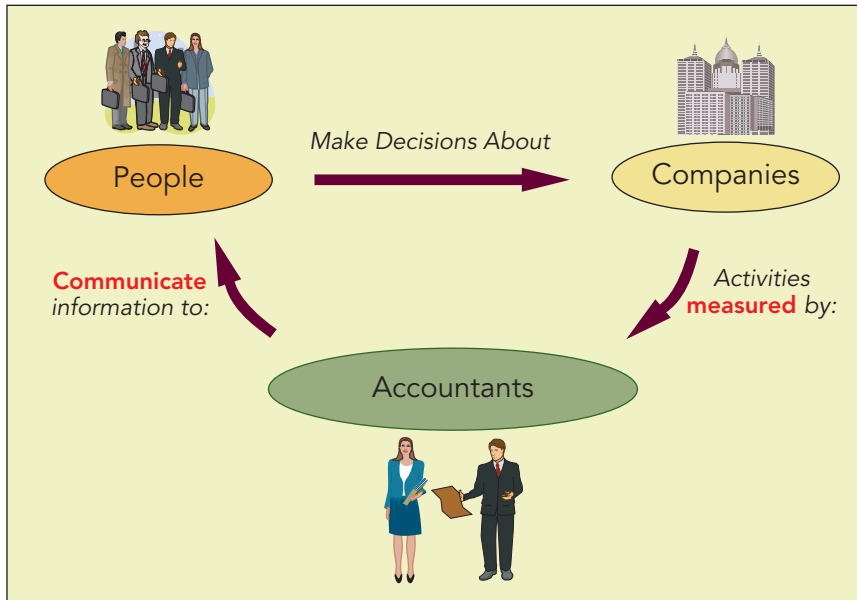 People
Make Decisions About
Companies
Communicate
information to:
Activities
measured by:
Accountants